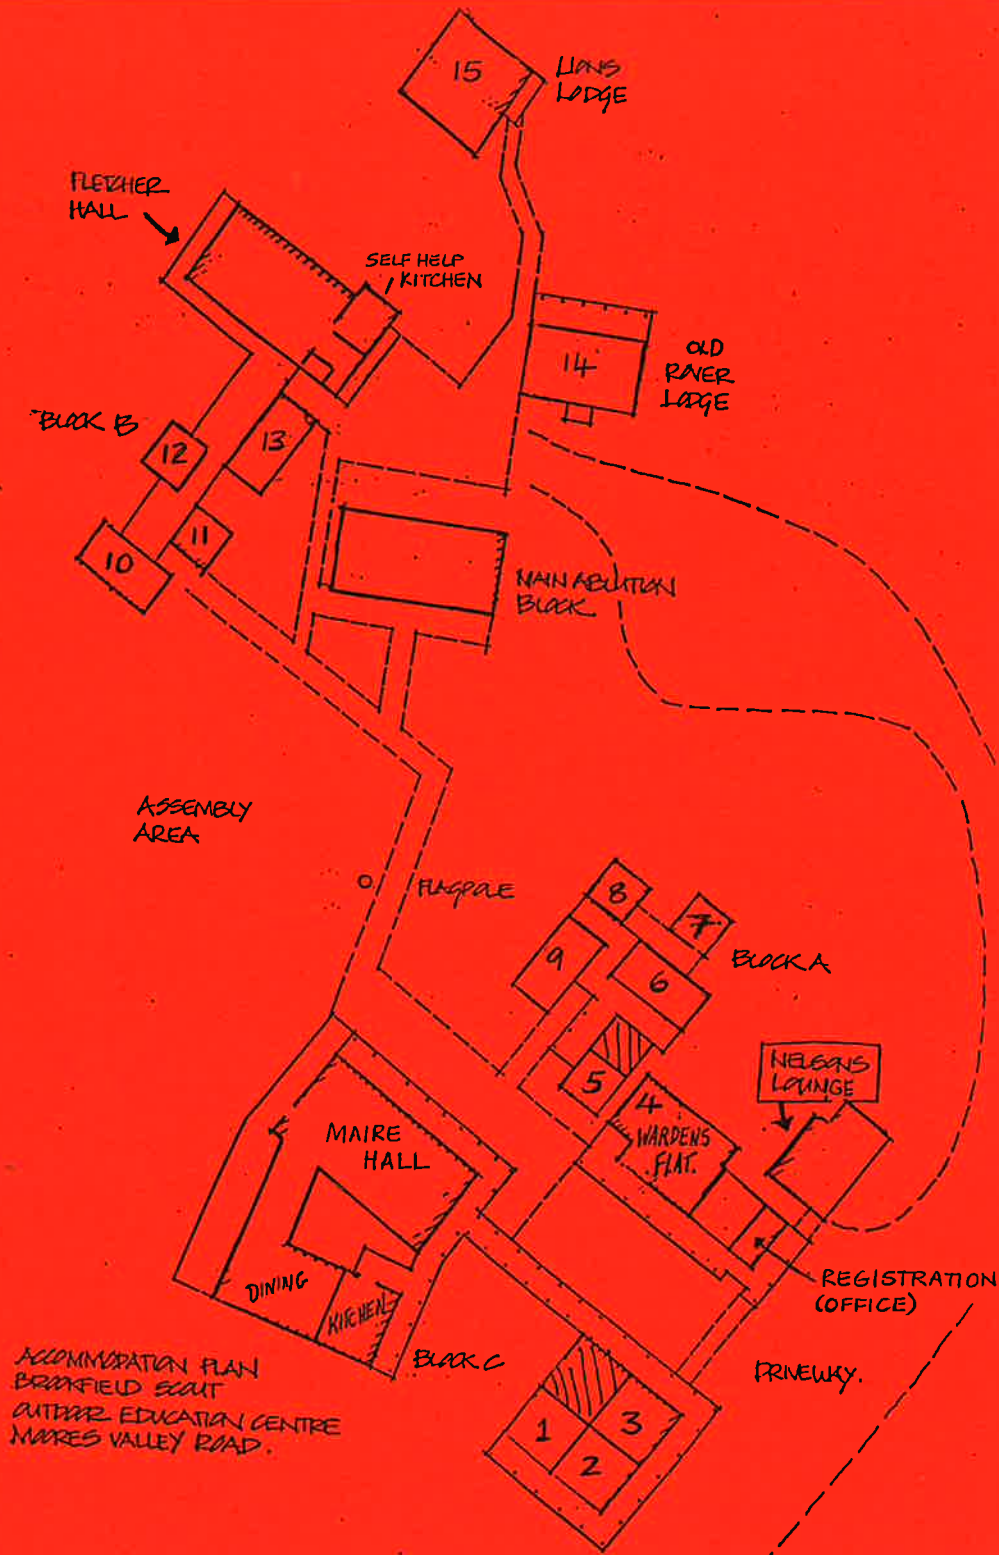 15
LIONS
LODGE
FLETCHER
HALL
SELF HELP
KITCHEN
14
OLD
ROVER
LODGE
BLOCK B
12
13
11
10
MAIN ABLUTION
BLOCK
ASSEMBLY
AREA
FLAGPOLE
8
7
BLOCK A
9
6
5
4
WARDENS
FLAT.
NELSONS
LOUNGE
MAIRE
HALL
DINING
KITCHEN
REGISTRATION
(OFFICE)
BLOCK C
DRIVEWAY.
1
3
2
ACCOMMODATION PLAN
BROOKFIELD SCOUT
OUTDOOR EDUCATION CENTRE
MOORES VALLEY ROAD.